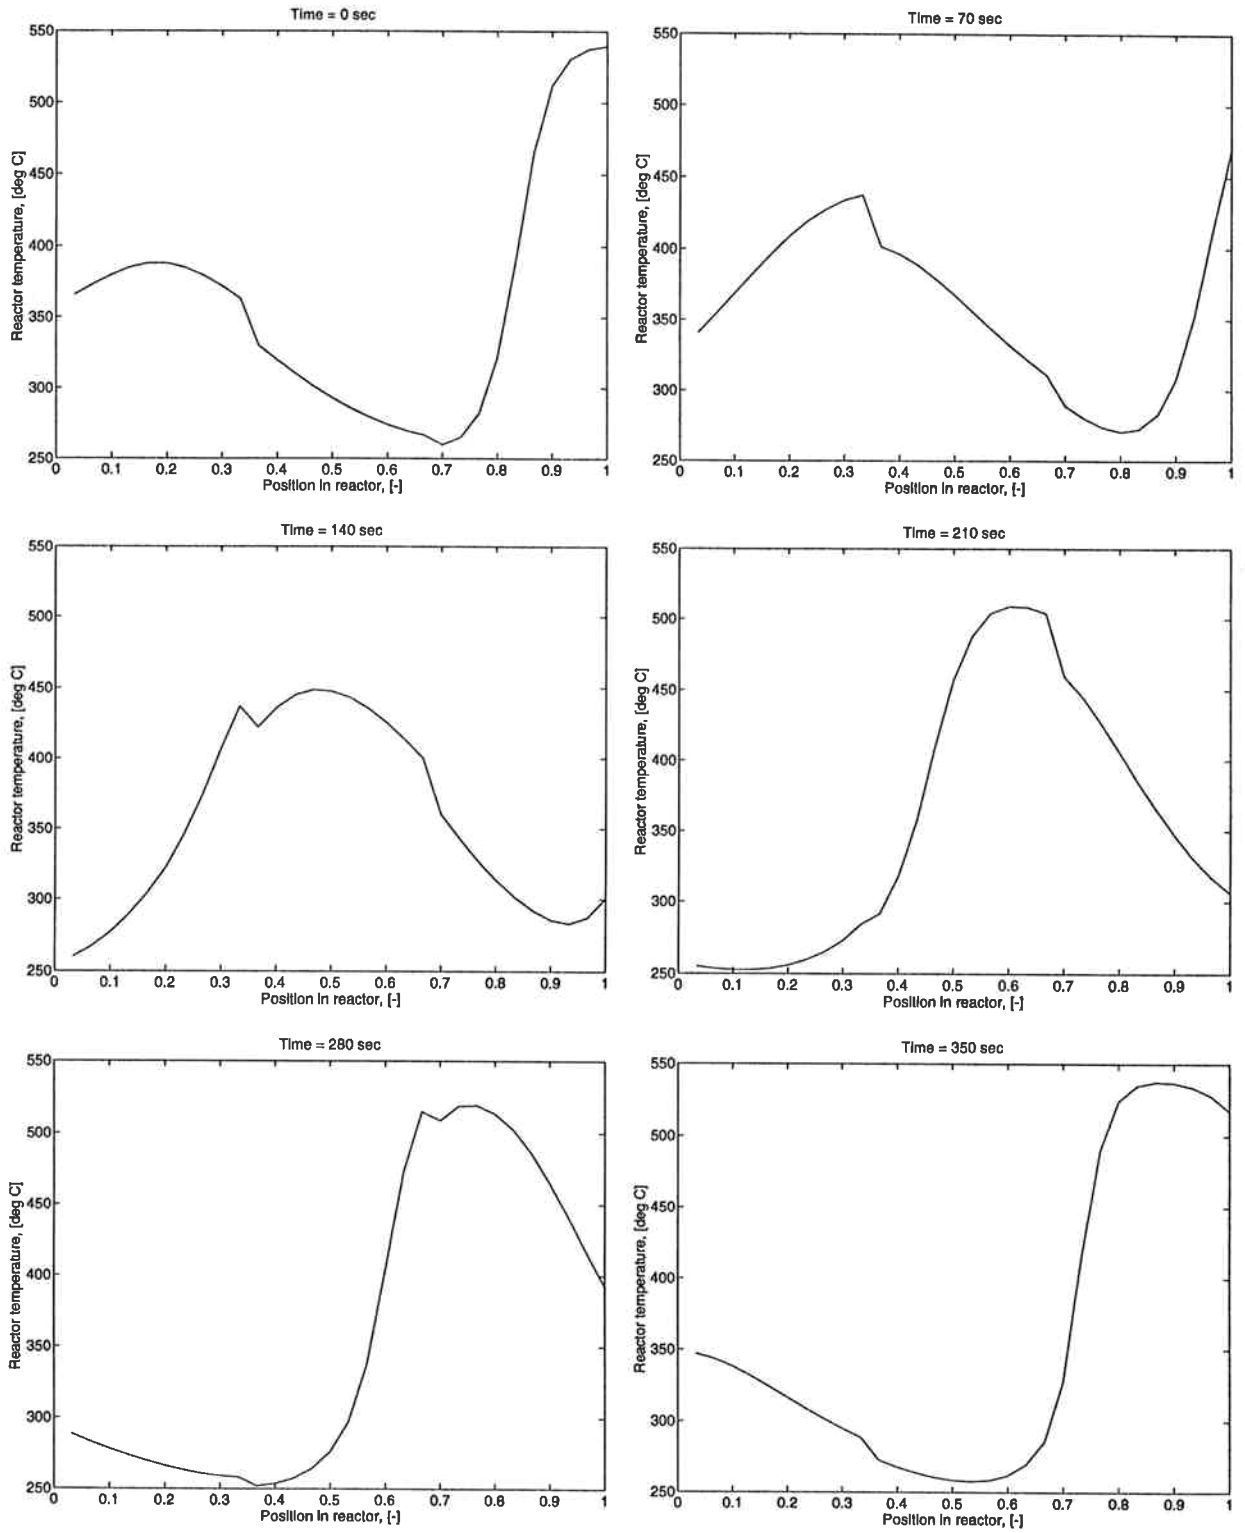 Time = 0 sec
550
500
450
400
350
300
250
Reactor temperature, [deg C]
0 0.1 0.2 0.3 0.4 0.5 0.6 0.7 0.8 0.9 1
Position in reactor, [-]
Time = 70 sec
550
500
450
400
350
300
250
Reactor temperature, [deg C]
0 0.1 0.2 0.3 0.4 0.5 0.6 0.7 0.8 0.9 1
Position in reactor, [-]
Time = 140 sec
550
500
450
400
350
300
250
Reactor temperature, [deg C]
0 0.1 0.2 0.3 0.4 0.5 0.6 0.7 0.8 0.9 1
Position in reactor, [-]
Time = 210 sec
550
500
450
400
350
300
250
Reactor temperature, [deg C]
0 0.1 0.2 0.3 0.4 0.5 0.6 0.7 0.8 0.9 1
Position in reactor, [-]
Time = 280 sec
550
500
450
400
350
300
250
Reactor temperature, [deg C]
0 0.1 0.2 0.3 0.4 0.5 0.6 0.7 0.8 0.9 1
Position in reactor, [-]
Time = 350 sec
550
500
450
400
350
300
250
Reactor temperature, [deg C]
0 0.1 0.2 0.3 0.4 0.5 0.6 0.7 0.8 0.9 1
Position in reactor, [-]